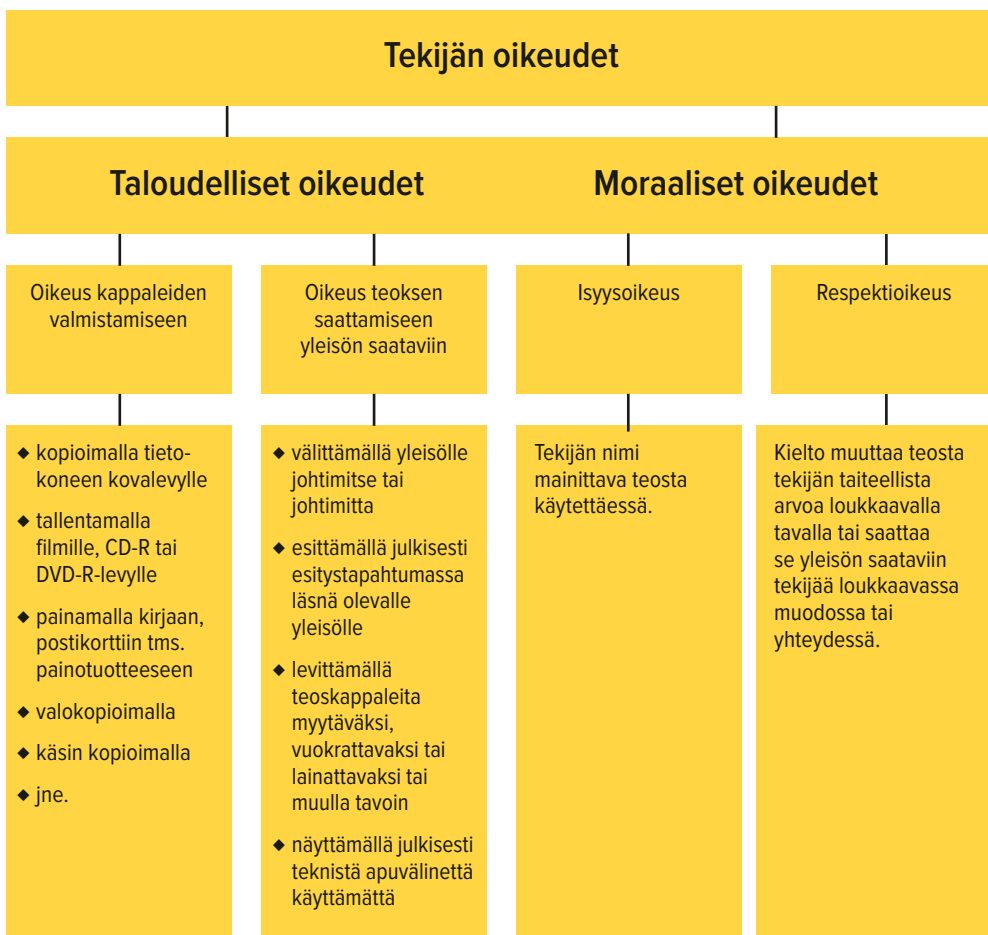 Tekijän oikeudet
Taloudelliset oikeudet
Moraaliset oikeudet
Oikeus kappaleiden
valmistamiseen
Oikeus teoksen
saattamiseen
yleisön saataviin
Isyysoikeus
Respektioikeus
◆ kopioimalla tieto-
koneen kovalevylle
◆ tallentamalla
filmille, CD-R tai
DVD-R-levylle
◆ painamalla kirjaan,
postikorttiin tms.
painotuotteeseen
◆ valokopioimalla
◆ käsin kopioimalla
◆ jne.
◆ välittämällä yleisölle
johtimitse tai
johtimitta
◆ esittämällä julkisesti
esitystapahtumassa
läsnä olevalle
yleisölle
◆ levittämällä
teoskappaleita
myytäväksi,
vuokrattavaksi tai
lainattavaksi tai
muulla tavoin
◆ näyttämällä julkisesti
teknistä apuvälinettä
käyttämättä
Tekijän nimi
mainittava teosta
käytettäessä.
Kielto muuttaa teosta
tekijän taiteellista
arvoa loukkaavalla
tavalla tai saattaa
se yleisön saataviin
tekijää loukkaavassa
muodossa tai
yhteydessä.